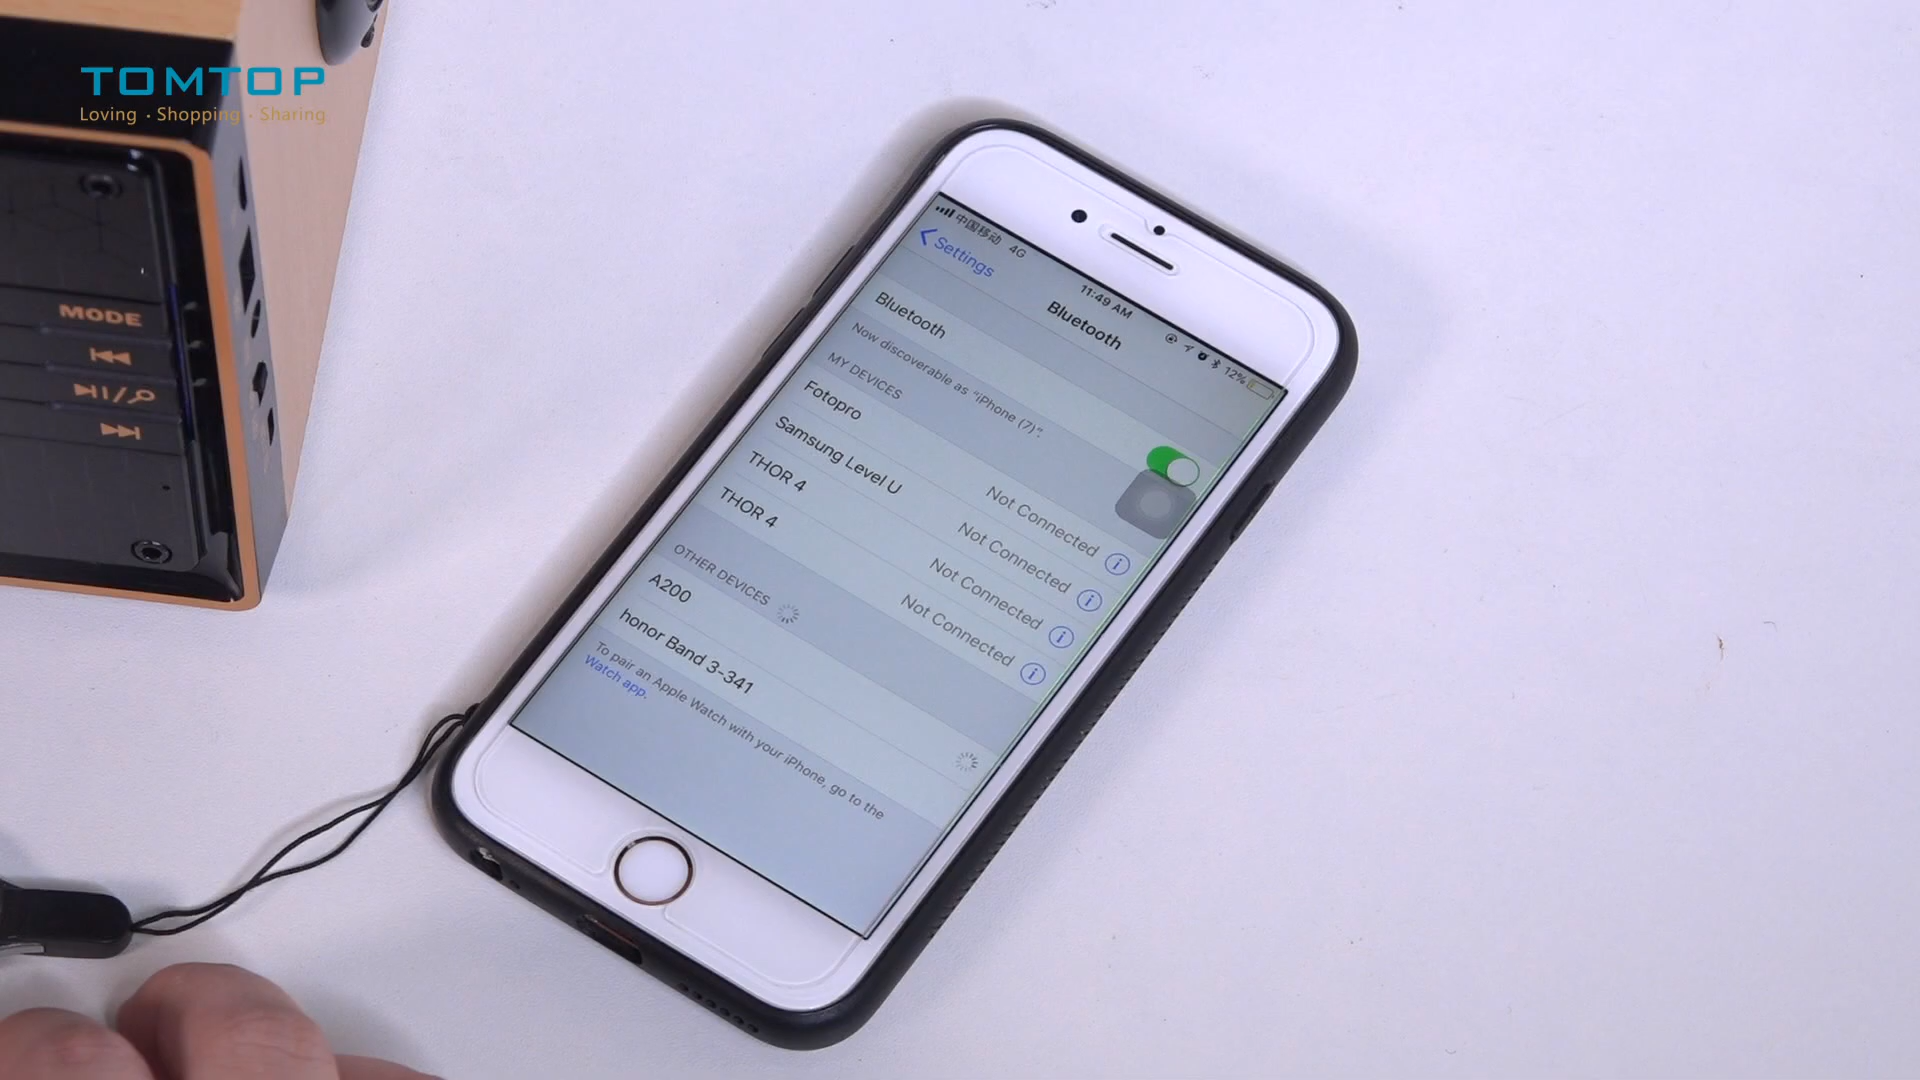 TOMTOP
Loving · Shopping · Sharing
MODE
中国移动 4G 11:49 AM 12%
Settings Bluetooth
Bluetooth
Now discoverable as "iPhone (7)".
MY DEVICES
Fotopro Not Connected
Samsung Level U Not Connected
THOR 4 Not Connected
THOR 4 Not Connected
OTHER DEVICES
A200
honor Band 3-341
To pair an Apple Watch with your iPhone, go to the
Watch app.